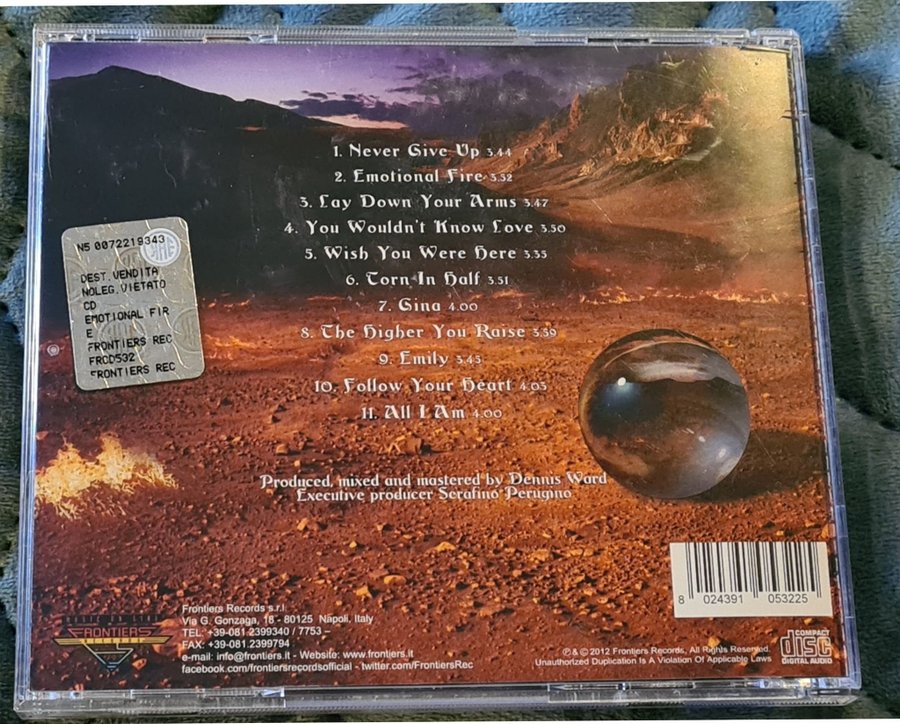 1. Never Give Up 3.44
2. Emotional Fire 3.52
3. Lay Down Your Arms 3.47
4. You Wouldn't Know Love 3.50
5. Wish You Were Here 3.35
6. Torn In Half 3.51
7. Gina 4.00
8. The Higher You Raise 3.59
9. Emily 3.45
10. Follow Your Heart 4.03
11. All I Am 4.00
N5 0072219343
DEST.VENDITA
NOLEG.VIETATO
CD
EMOTIONAL FIR
E
FRONTIERS REC
FRCD532
FRONTIERS REC
Produced, mixed and mastered by Dennis Ward
Executive producer Serafino Perugino
8 024391 053225
FRONTIERS
RECORDS
Frontiers Records s.r.l
Via G. Gonzaga, 18 - 80125 Napoli, Italy
TEL: +39-081.2399340 / 7753 –
FAX: +39-081.2399794
e-mail: info@frontiers.it - Website: www.frontiers.it
facebook.com/frontiersrecordsofficial - twitter.com/FrontiersRec
℗ & © 2012 Frontiers Records, All Rights Reserved.
Unauthorized Duplication Is A Violation Of Applicable Laws
COMPACT
disc
DIGITAL AUDIO